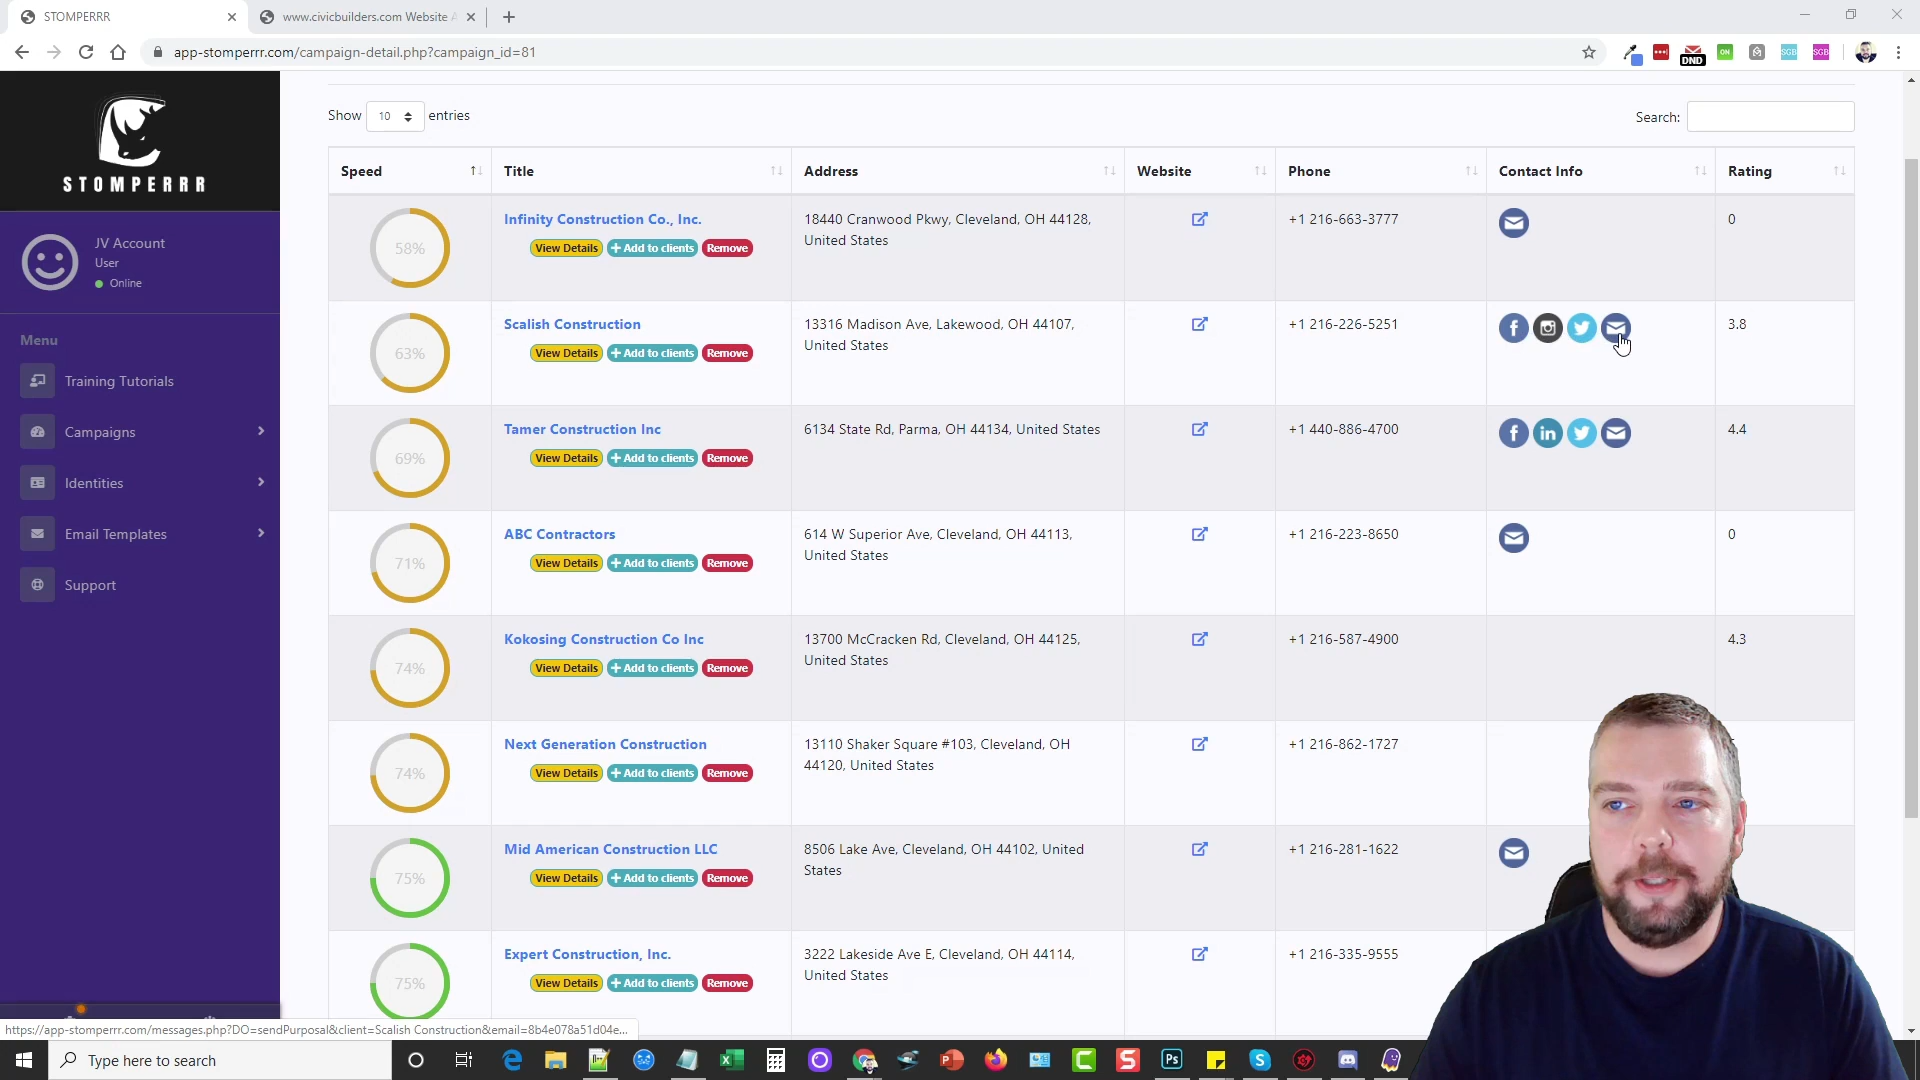 STOMPERRR
www.civicbuilders.com Website
app-stomperrr.com/campaign-detail.php?campaign_id=81
DND
ON
SGB
SGB
STOMPERRR
JV Account
User
Online
Menu
Training Tutorials
Campaigns
Identities
Email Templates
Support
Show 10 entries
Search:
Speed Title Address Website Phone Contact Info Rating
58% Infinity Construction Co., Inc. 18440 Cranwood Pkwy, Cleveland, OH 44128, +1 216-663-3777 0
View Details + Add to clients Remove United States
63% Scalish Construction 13316 Madison Ave, Lakewood, OH 44107, +1 216-226-5251 3.8
View Details + Add to clients Remove United States
69% Tamer Construction Inc 6134 State Rd, Parma, OH 44134, United States +1 440-886-4700 4.4
View Details + Add to clients Remove
71% ABC Contractors 614 W Superior Ave, Cleveland, OH 44113, +1 216-223-8650 0
View Details + Add to clients Remove United States
74% Kokosing Construction Co Inc 13700 McCracken Rd, Cleveland, OH 44125, +1 216-587-4900 4.3
View Details + Add to clients Remove United States
74% Next Generation Construction 13110 Shaker Square #103, Cleveland, OH +1 216-862-1727
View Details + Add to clients Remove 44120, United States
75% Mid American Construction LLC 8506 Lake Ave, Cleveland, OH 44102, United +1 216-281-1622
View Details + Add to clients Remove States
75% Expert Construction, Inc. 3222 Lakeside Ave E, Cleveland, OH 44114, +1 216-335-9555
View Details + Add to clients Remove United States
https://app-stomperrr.com/messages.php?DO=sendPurposal&client=Scalish Construction&email=8b4e078a51d04e...
Type here to search